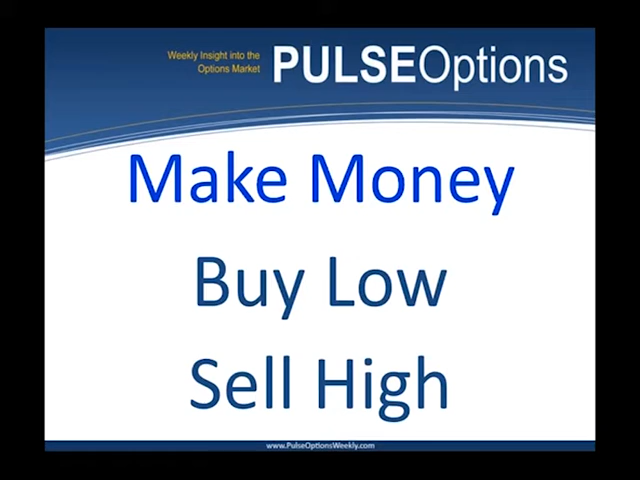 Weekly Insight into the
Options Market
PULSEOptions
Make Money
Buy Low
Sell High
www.PulseOptionsWeekly.com